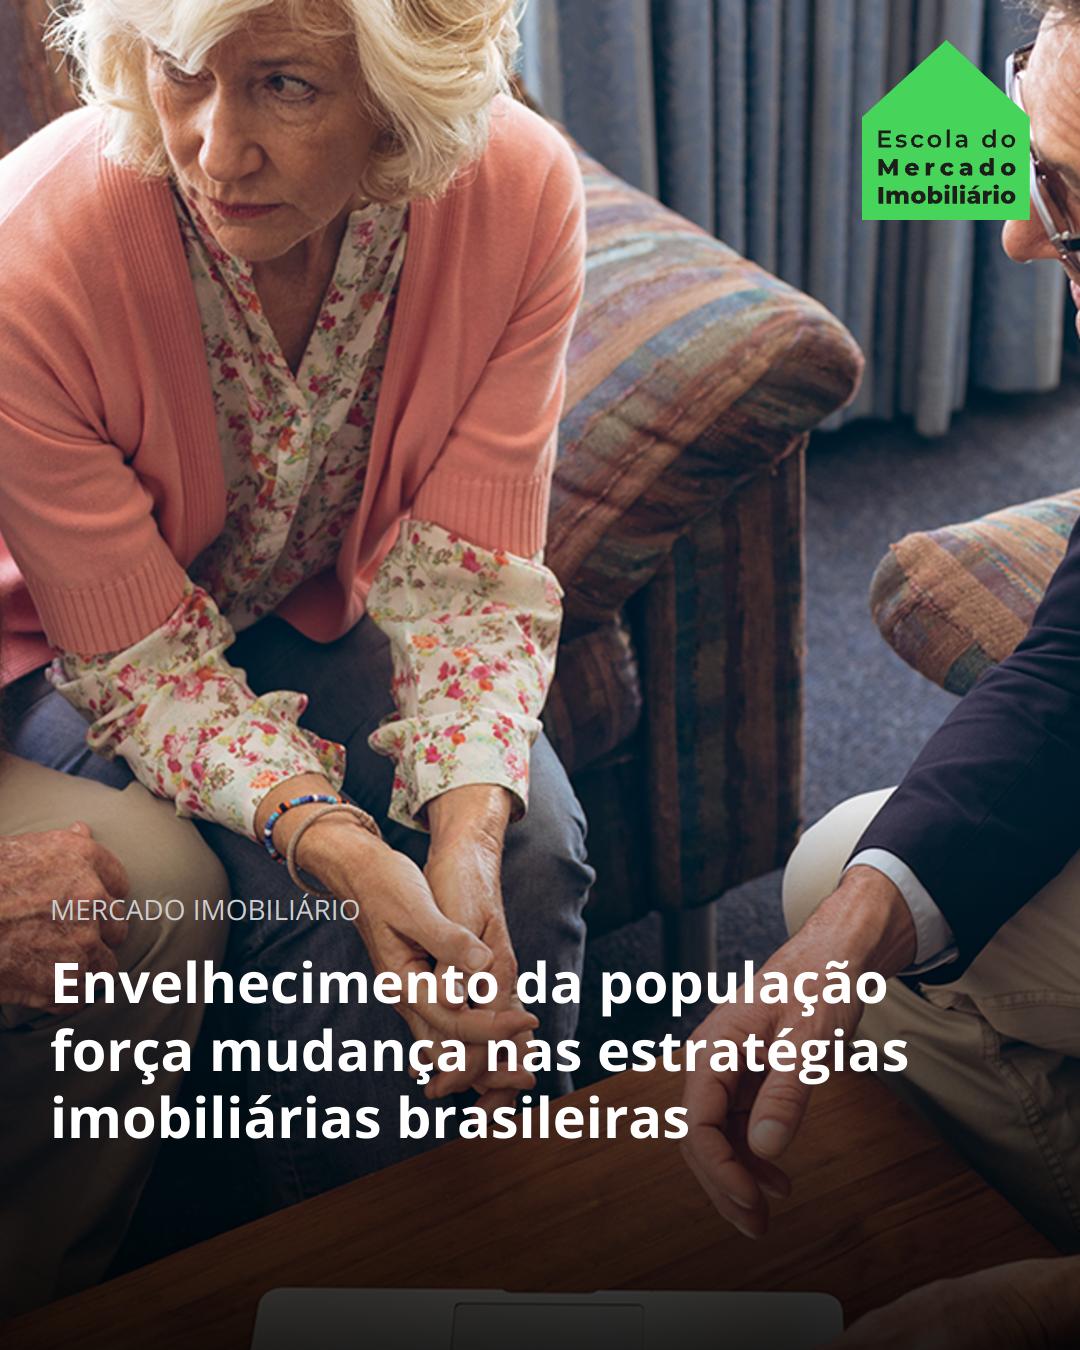 Escola do
Mercado
Imobiliário
MERCADO IMOBILIÁRIO
Envelhecimento da população
força mudança nas estratégias
imobiliárias brasileiras